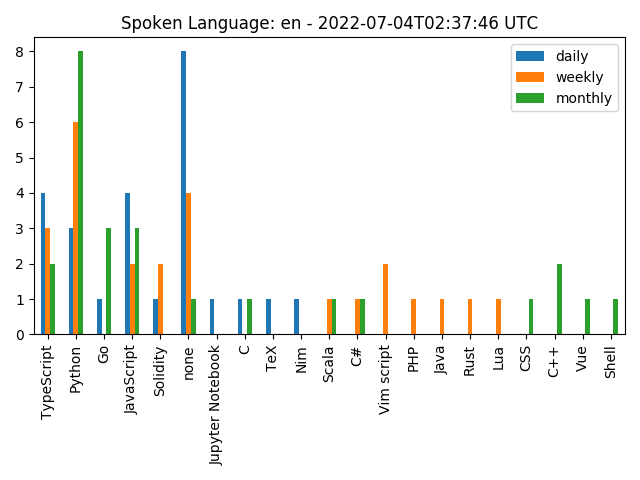 Spoken Language: en - 2022-07-04T02:37:46 UTC
daily
weekly
monthly
8
7
6
5
4
3
2
1
0
TypeScript
Python
Go
JavaScript
Solidity
none
Jupyter Notebook
C
TeX
Nim
Scala
C#
Vim script
PHP
Java
Rust
Lua
CSS
C++
Vue
Shell